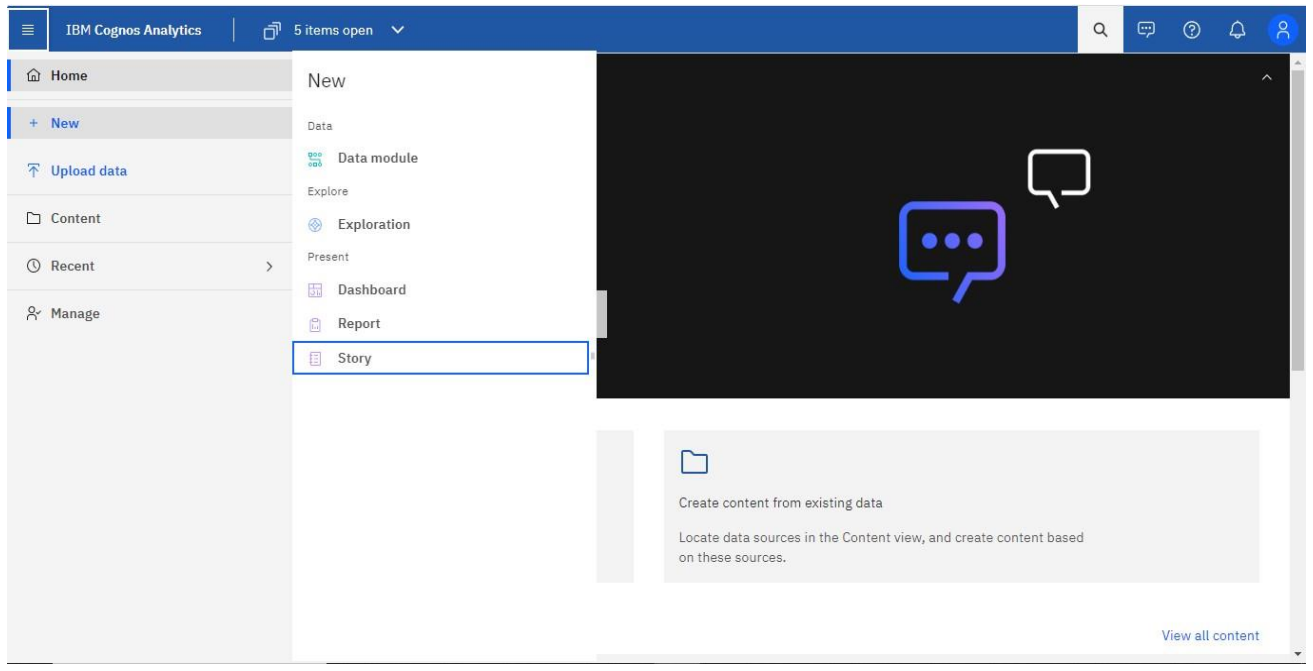 IBM Cognos Analytics
5 items open
Home
New
Upload data
Content
Recent
Manage
New
Data
Data module
Explore
Exploration
Present
Dashboard
Report
Story
Create content from existing data
Locate data sources in the Content view, and create content based
on these sources.
View all content